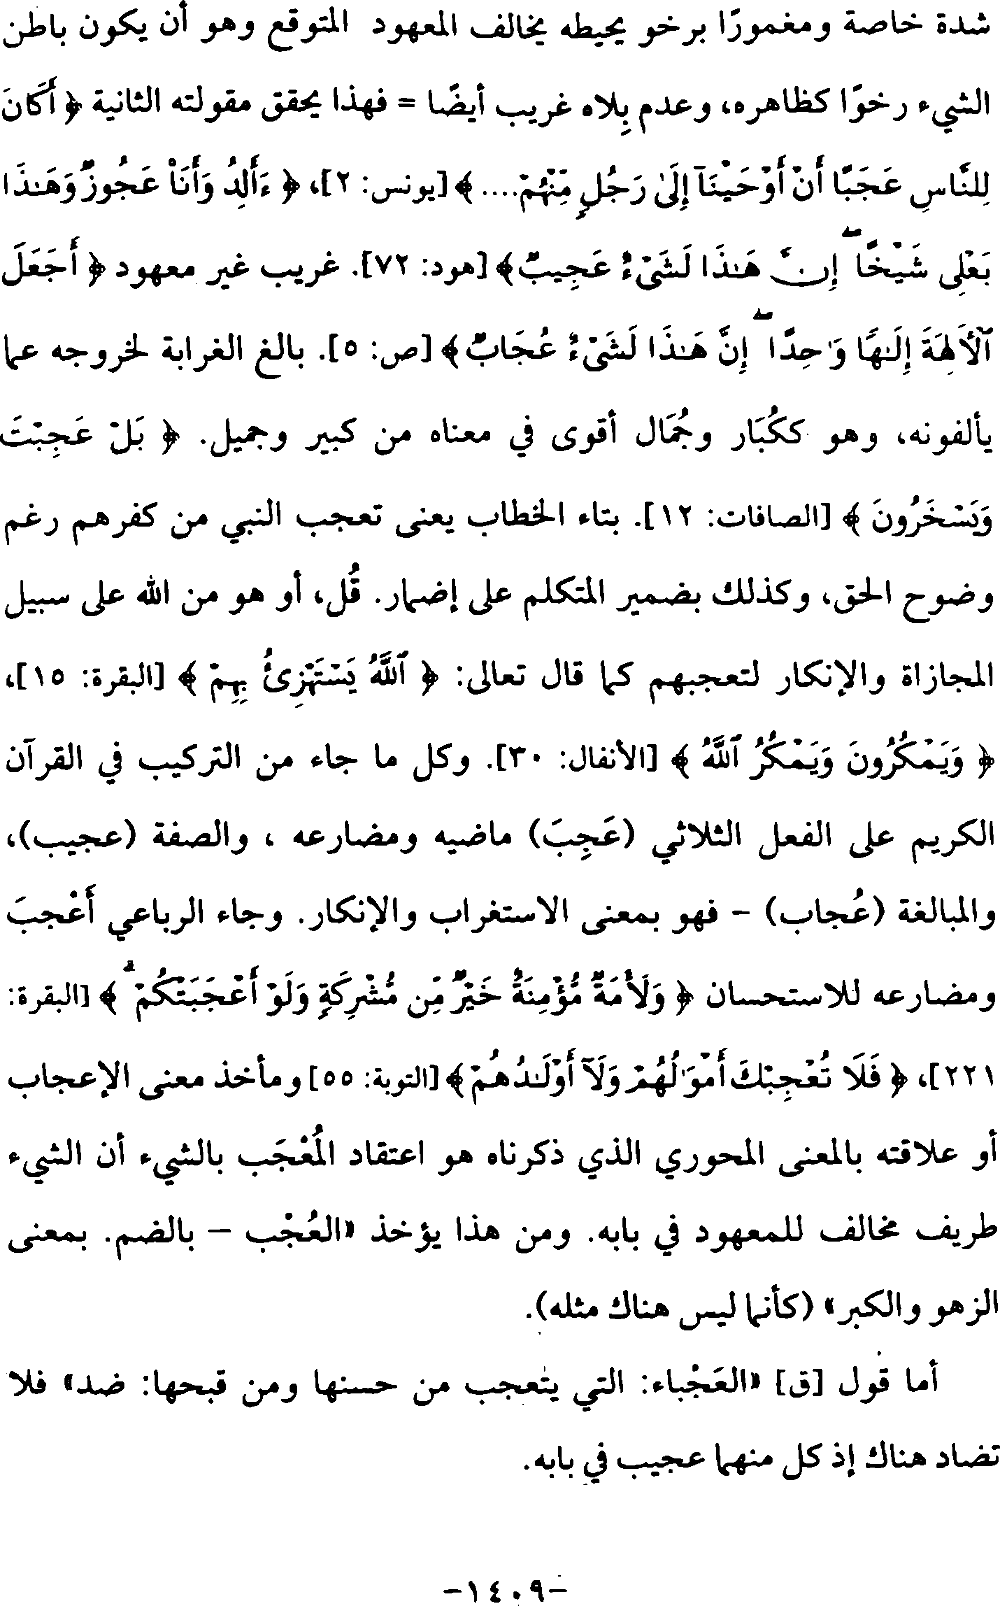 شدة خاصة ومغمورًا برخو يحيطه يخالف المعهود المتوقع وهو أن يكون باطن
الشيء رخوًا كظاهره، وعدم بِلاه غريب أيضًا = فهذا يحقق مقولته الثانية ﴿ أَكَانَ
لِلنَّاسِ عَجَبًا أَنْ أَوْحَيْنَآ إِلَىٰ رَجُلٍ مِّنْهُمْ.... ﴾ [يونس: ٢]، ﴿ ءَأَلِدُ وَأَنَا۠ عَجُوزٌ وَهَـٰذَا
بَعْلِى شَيْخًا ۖ إِنَّ هَـٰذَا لَشَىْءٌ عَجِيبٌ﴾ [هود: ٧٢]. غريب غير معهود ﴿ أَجَعَلَ
ٱلْأَلِهَةَ إِلَـٰهًا وَٰحِدًا ۖ إِنَّ هَـٰذَا لَشَىْءٌ عُجَابٌ﴾ [ص: ٥]. بالغ الغرابة لخروجه عما
يألفونه، وهو ككُبَار وجُمَال أقوى في معناه من كبير وجميل. ﴿ بَلْ عَجِبْتَ
وَيَسْخَرُونَ ﴾ [الصافات: ١٢]. بتاء الخطاب يعنى تعجب النبي من كفرهم رغم
وضوح الحق، وكذلك بضمير المتكلم على إضمار. قُل، أو هو من الله على سبيل
المجازاة والإنكار لتعجبهم كما قال تعالى: ﴿ ٱللَّهُ يَسْتَهْزِئُ بِهِمْ ﴾ [البقرة: ١٥]،
﴿ وَيَمْكُرُونَ وَيَمْكُرُ ٱللَّهُ ﴾ [الأنفال: ٣٠]. وكل ما جاء من التركيب في القرآن
الكريم على الفعل الثلاثي (عَجِبَ) ماضيه ومضارعه ، والصفة (عجيب)،
والمبالغة (عُجاب) – فهو بمعنى الاستغراب والإنكار. وجاء الرباعي أَعْجبَ
ومضارعه للاستحسان ﴿ وَلَأَمَةٌ مُّؤْمِنَةٌ خَيْرٌ مِّن مُّشْرِكَةٍ وَلَوْ أَعْجَبَتْكُمْ ۗ ﴾ [البقرة:
٢٢١]، ﴿ فَلَا تُعْجِبْكَ أَمْوَٰلُهُمْ وَلَآ أَوْلَـٰدُهُمْ ﴾ [التوبة: ٥٥] ومأخذ معنى الإعجاب
أو علاقته بالمعنى المحوري الذي ذكرناه هو اعتقاد المُعْجَب بالشيء أن الشيء
طريف مخالف للمعهود في بابه. ومن هذا يؤخذ «العُجْب – بالضم. بمعنى
الزهو والكبر» (كأنما ليس هناك مثله).
أما قول [ق] «العَجْباء: التي يتعجب من حسنها ومن قبحها: ضد» فلا
تضاد هناك إذ كل منهما عجيب في بابه.
-١٤٠٩-